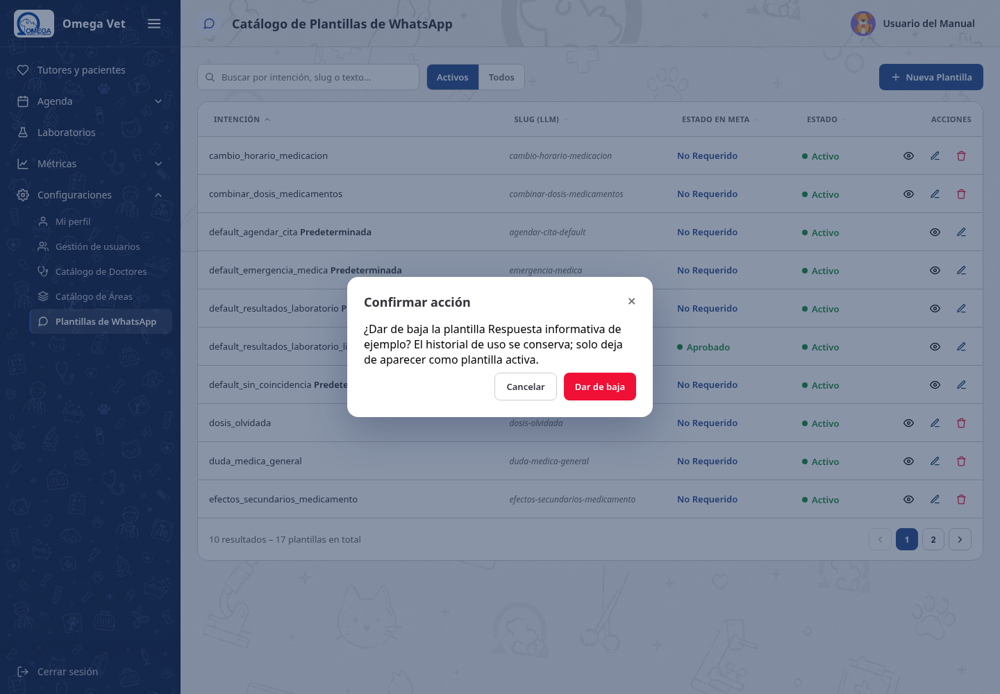 OMEGA
Omega Vet
Catálogo de Plantillas de WhatsApp
Usuario del Manual
Tutores y pacientes
Agenda
Laboratorios
Métricas
Configuraciones
Mi perfil
Gestión de usuarios
Catálogo de Doctores
Catálogo de Áreas
Plantillas de WhatsApp
Cerrar sesión
Buscar por intención, slug o texto...
Activos Todos
+ Nueva Plantilla
INTENCIÓN SLUG (LLM) ESTADO EN META ESTADO ACCIONES
cambio_horario_medicacion cambio-horario-medicacion No Requerido Activo
combinar_dosis_medicamentos combinar-dosis-medicamentos No Requerido Activo
default_agendar_cita Predeterminada agendar-cita-default No Requerido Activo
default_emergencia_medica Predeterminada emergencia-medica No Requerido Activo
default_resultados_laboratorio P No Requerido Activo
default_resultados_laboratorio_li Aprobado Activo
default_sin_coincidencia Predete No Requerido Activo
dosis_olvidada dosis-olvidada No Requerido Activo
duda_medica_general duda-medica-general No Requerido Activo
efectos_secundarios_medicamento efectos-secundarios-medicamento No Requerido Activo
10 resultados – 17 plantillas en total
1 2
Confirmar acción
×
¿Dar de baja la plantilla Respuesta informativa de
ejemplo? El historial de uso se conserva; solo deja
de aparecer como plantilla activa.
Cancelar Dar de baja